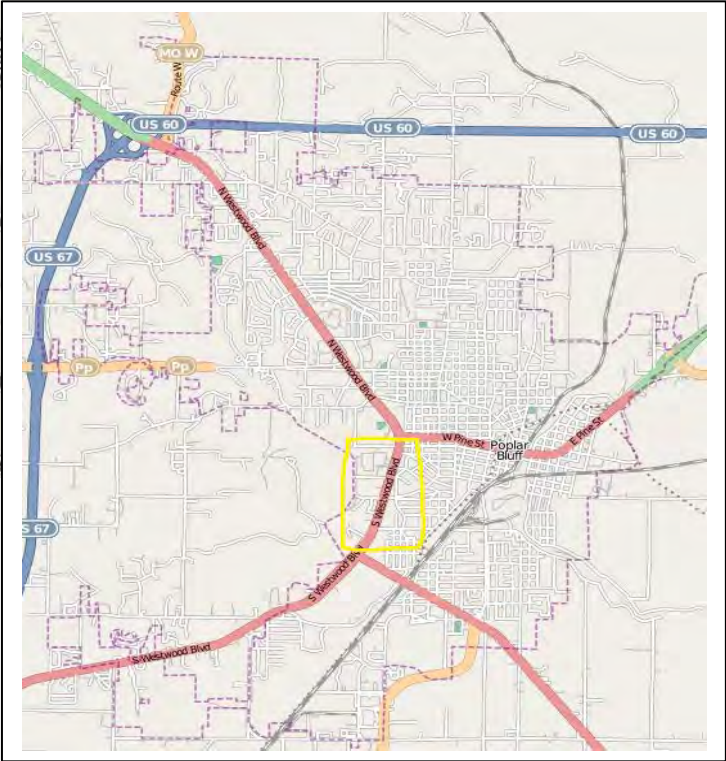 MO W
Route W
US 60
US 60
US 60
N Westwood Blvd
US 67
N Westwood Blvd
Pp
Pp
W Pine St
Poplar
Bluff
E Pine St
S Westwood Blvd
S 67
S Westwood Blvd
S Westwood Blvd